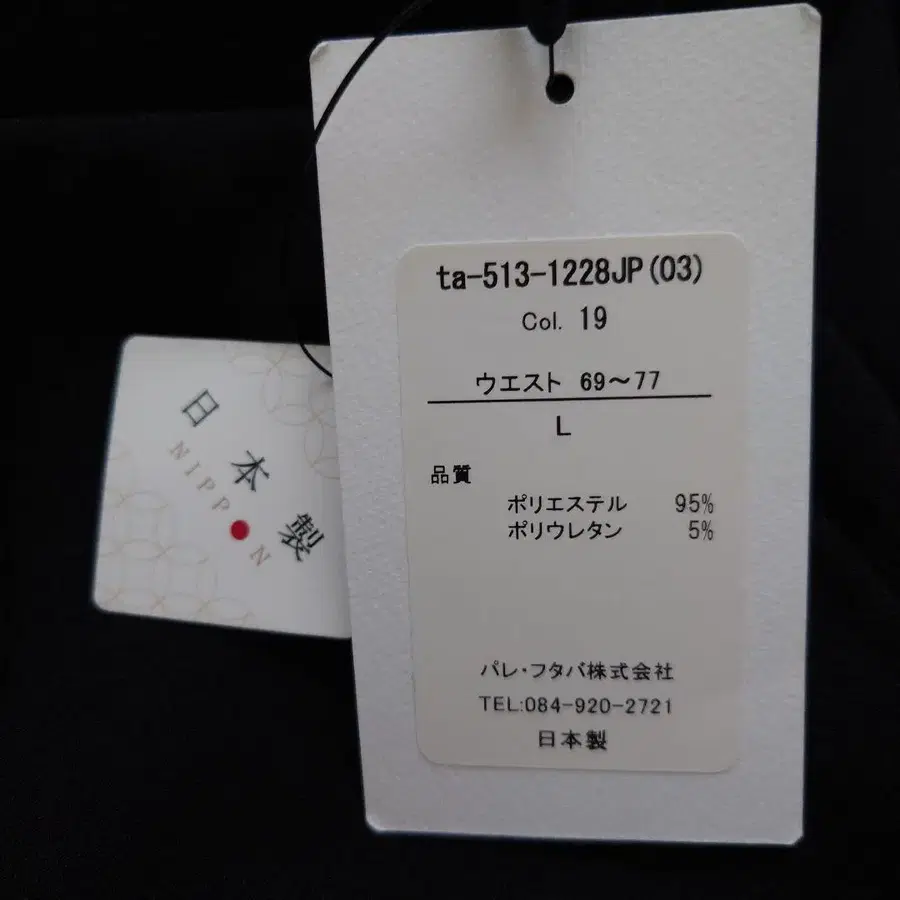 ta-513-1228JP(03)
Col. 19
ウエスト 69～77
L
品質
ポリエステル 95%
ポリウレタン 5%
パレ・フタバ株式会社
TEL:084-920-2721
日本製
日本製
NIPPON